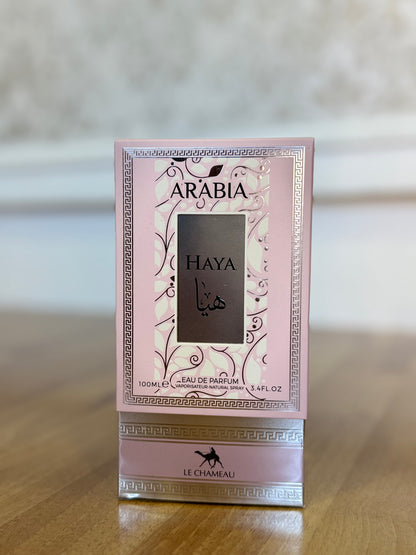 ARABIA
HAYA
هيا
EAU DE PARFUM
100ML e VAPORISATEUR NATURAL SPRAY 3.4FL.OZ
LE CHAMEAU